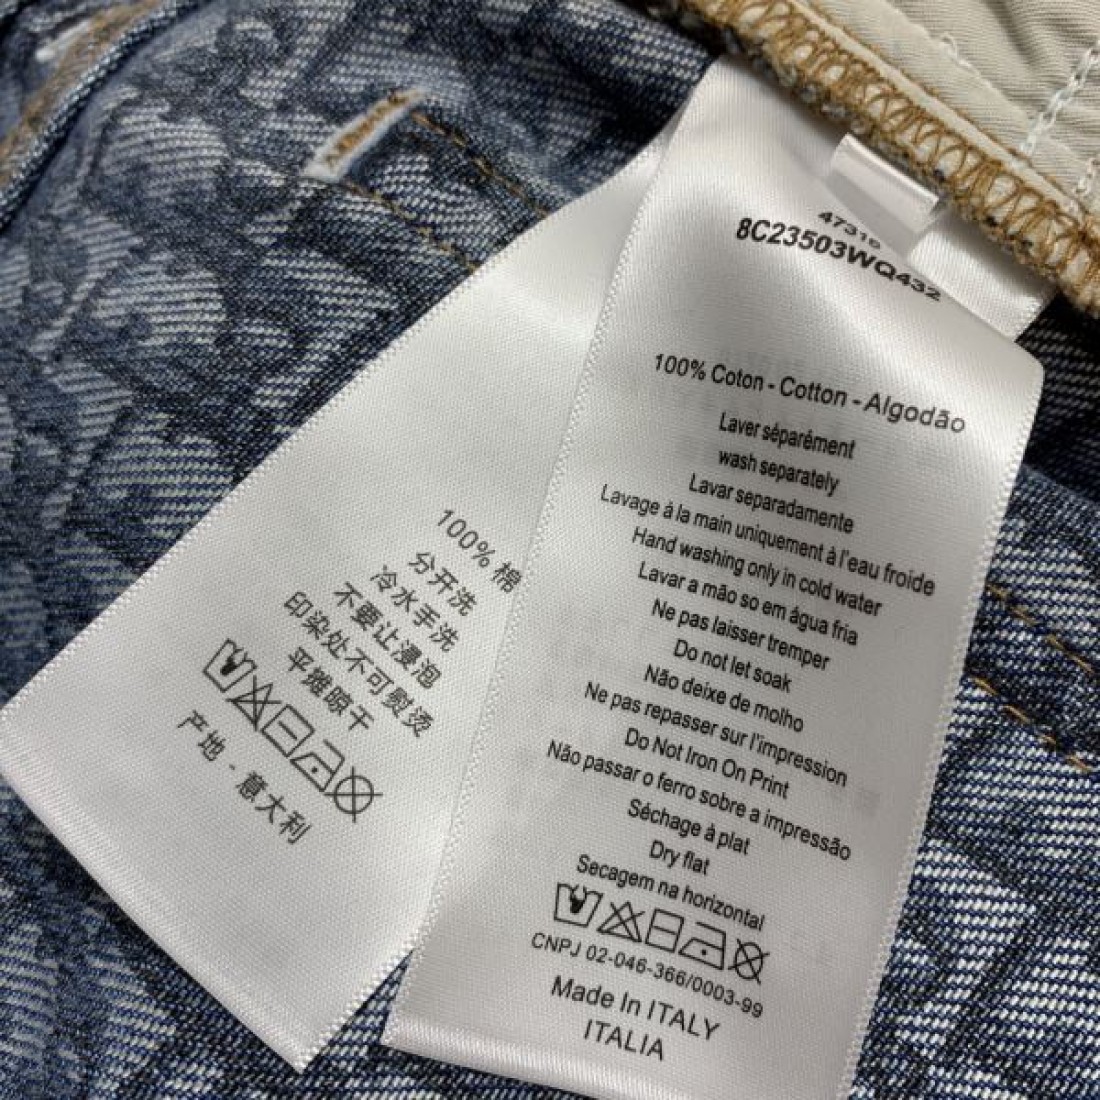 100% 棉
分开洗
冷水手洗
不要让浸泡
印染处不可熨烫
平摊晾干
产地 - 意大利
8C23503WQ432
100% Coton - Cotton - Algodão
Laver séparément
wash separately
Lavar separadamente
Lavage à la main uniquement à l'eau froide
Hand washing only in cold water
Lavar a mão so em água fria
Ne pas laisser tremper
Do not let soak
Não deixe de molho
Ne pas repasser sur l'impression
Do Not Iron On Print
Não passar o ferro sobre a impressão
Séchage à plat
Dry flat
Secagem na horizontal
CNPJ 02-046-366/0003-99
Made In ITALY
ITALIA